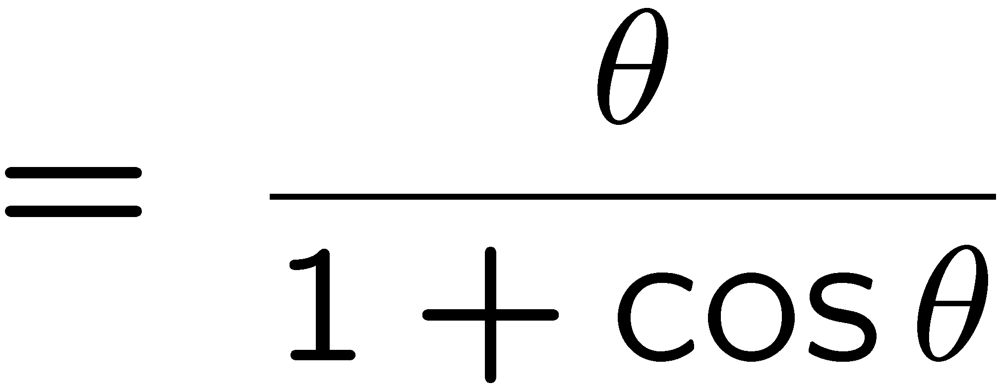 = θ / (1 + cos θ)